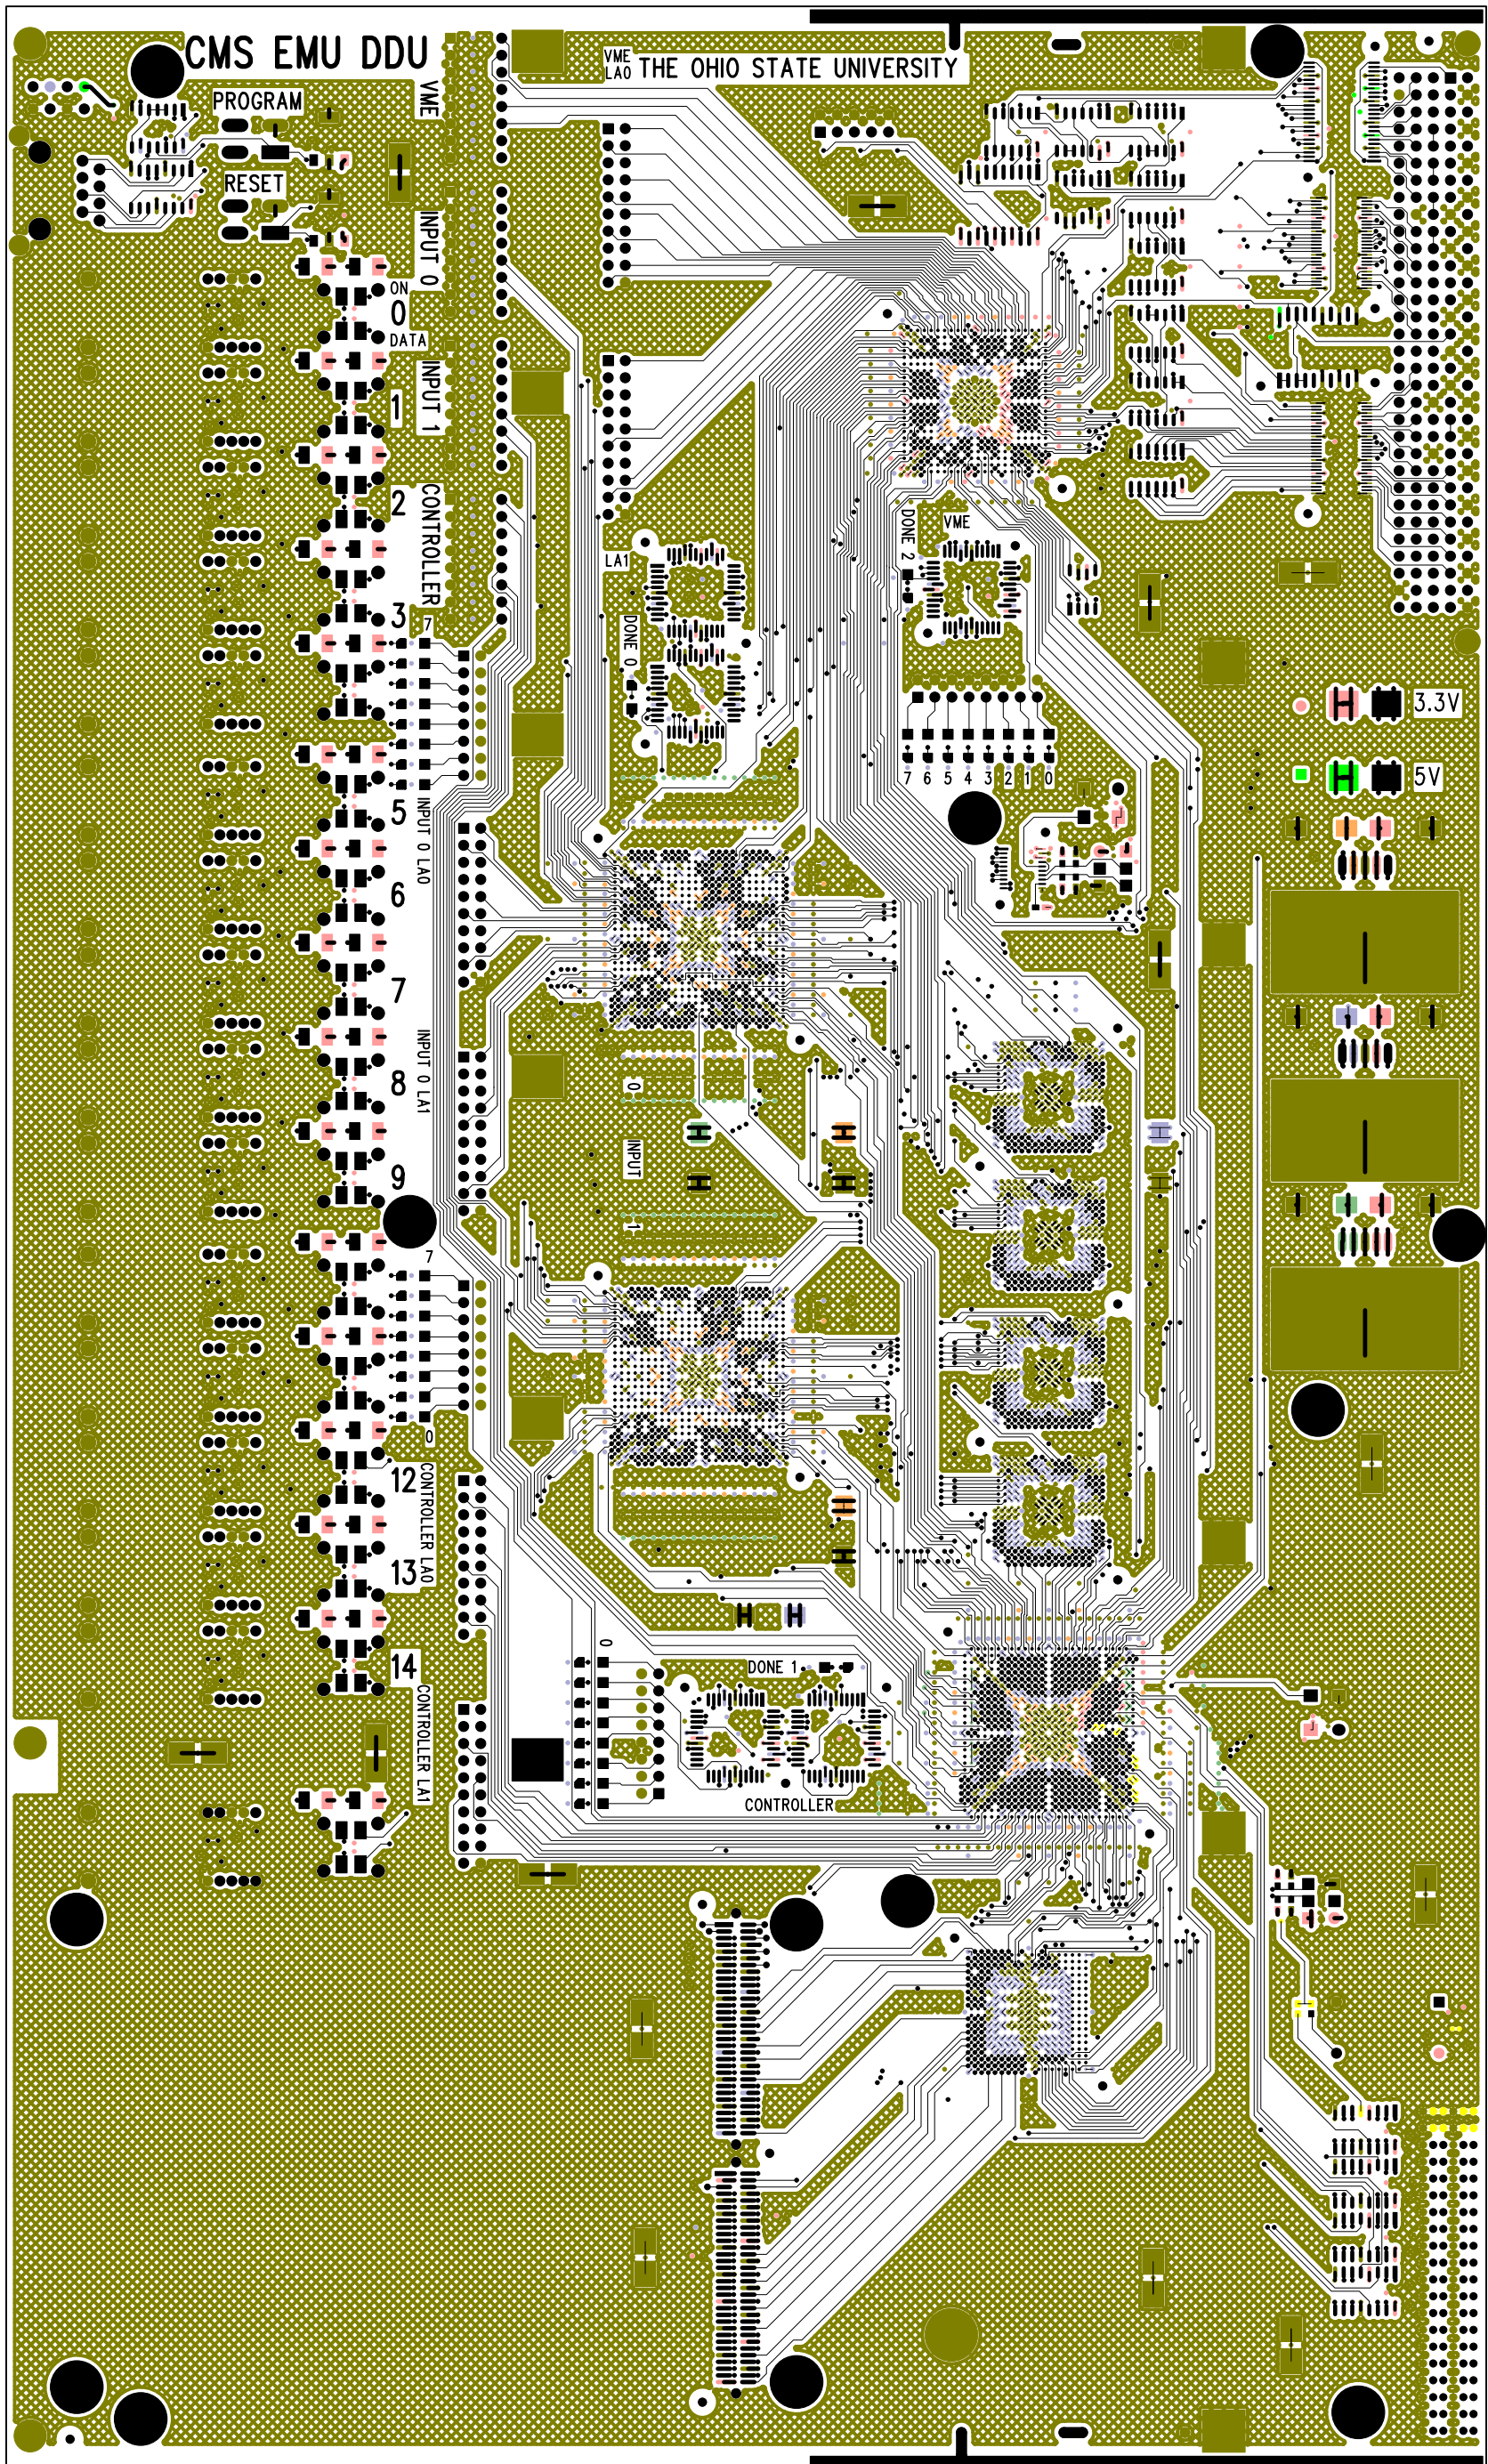 CMS EMU DDU
VME
LA0
THE OHIO STATE UNIVERSITY
VME
PROGRAM
RESET
INPUT 0
ON
0
DATA
INPUT 1
1
CONTROLLER
2
3
7
LA1
DONE 0
DONE 2
VME
3.3V
5V
7 6 5 4 3 2 1 0
5
INPUT 0 LA0
6
7
INPUT 0 LA1
8
9
0
INPUT
1
7
0
12
CONTROLLER LA0
13
14
0
DONE 1
CONTROLLER LA1
CONTROLLER